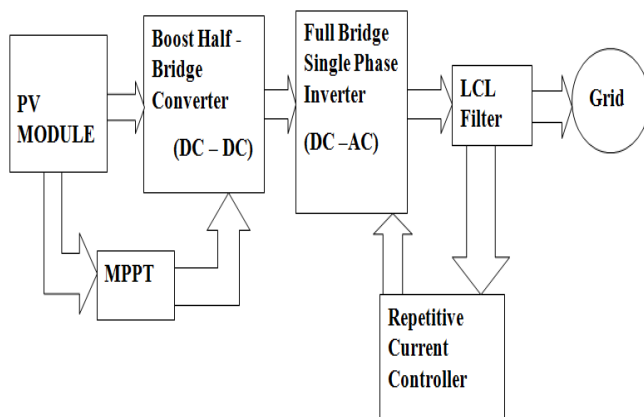 PV
MODULE
Boost Half -
Bridge
Converter
(DC – DC)
Full Bridge
Single Phase
Inverter
(DC –AC)
LCL
Filter
Grid
MPPT
Repetitive
Current
Controller